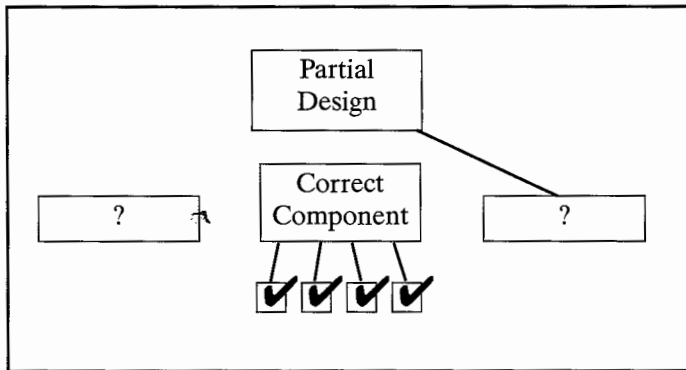 Partial
Design
?
Correct
Component
?